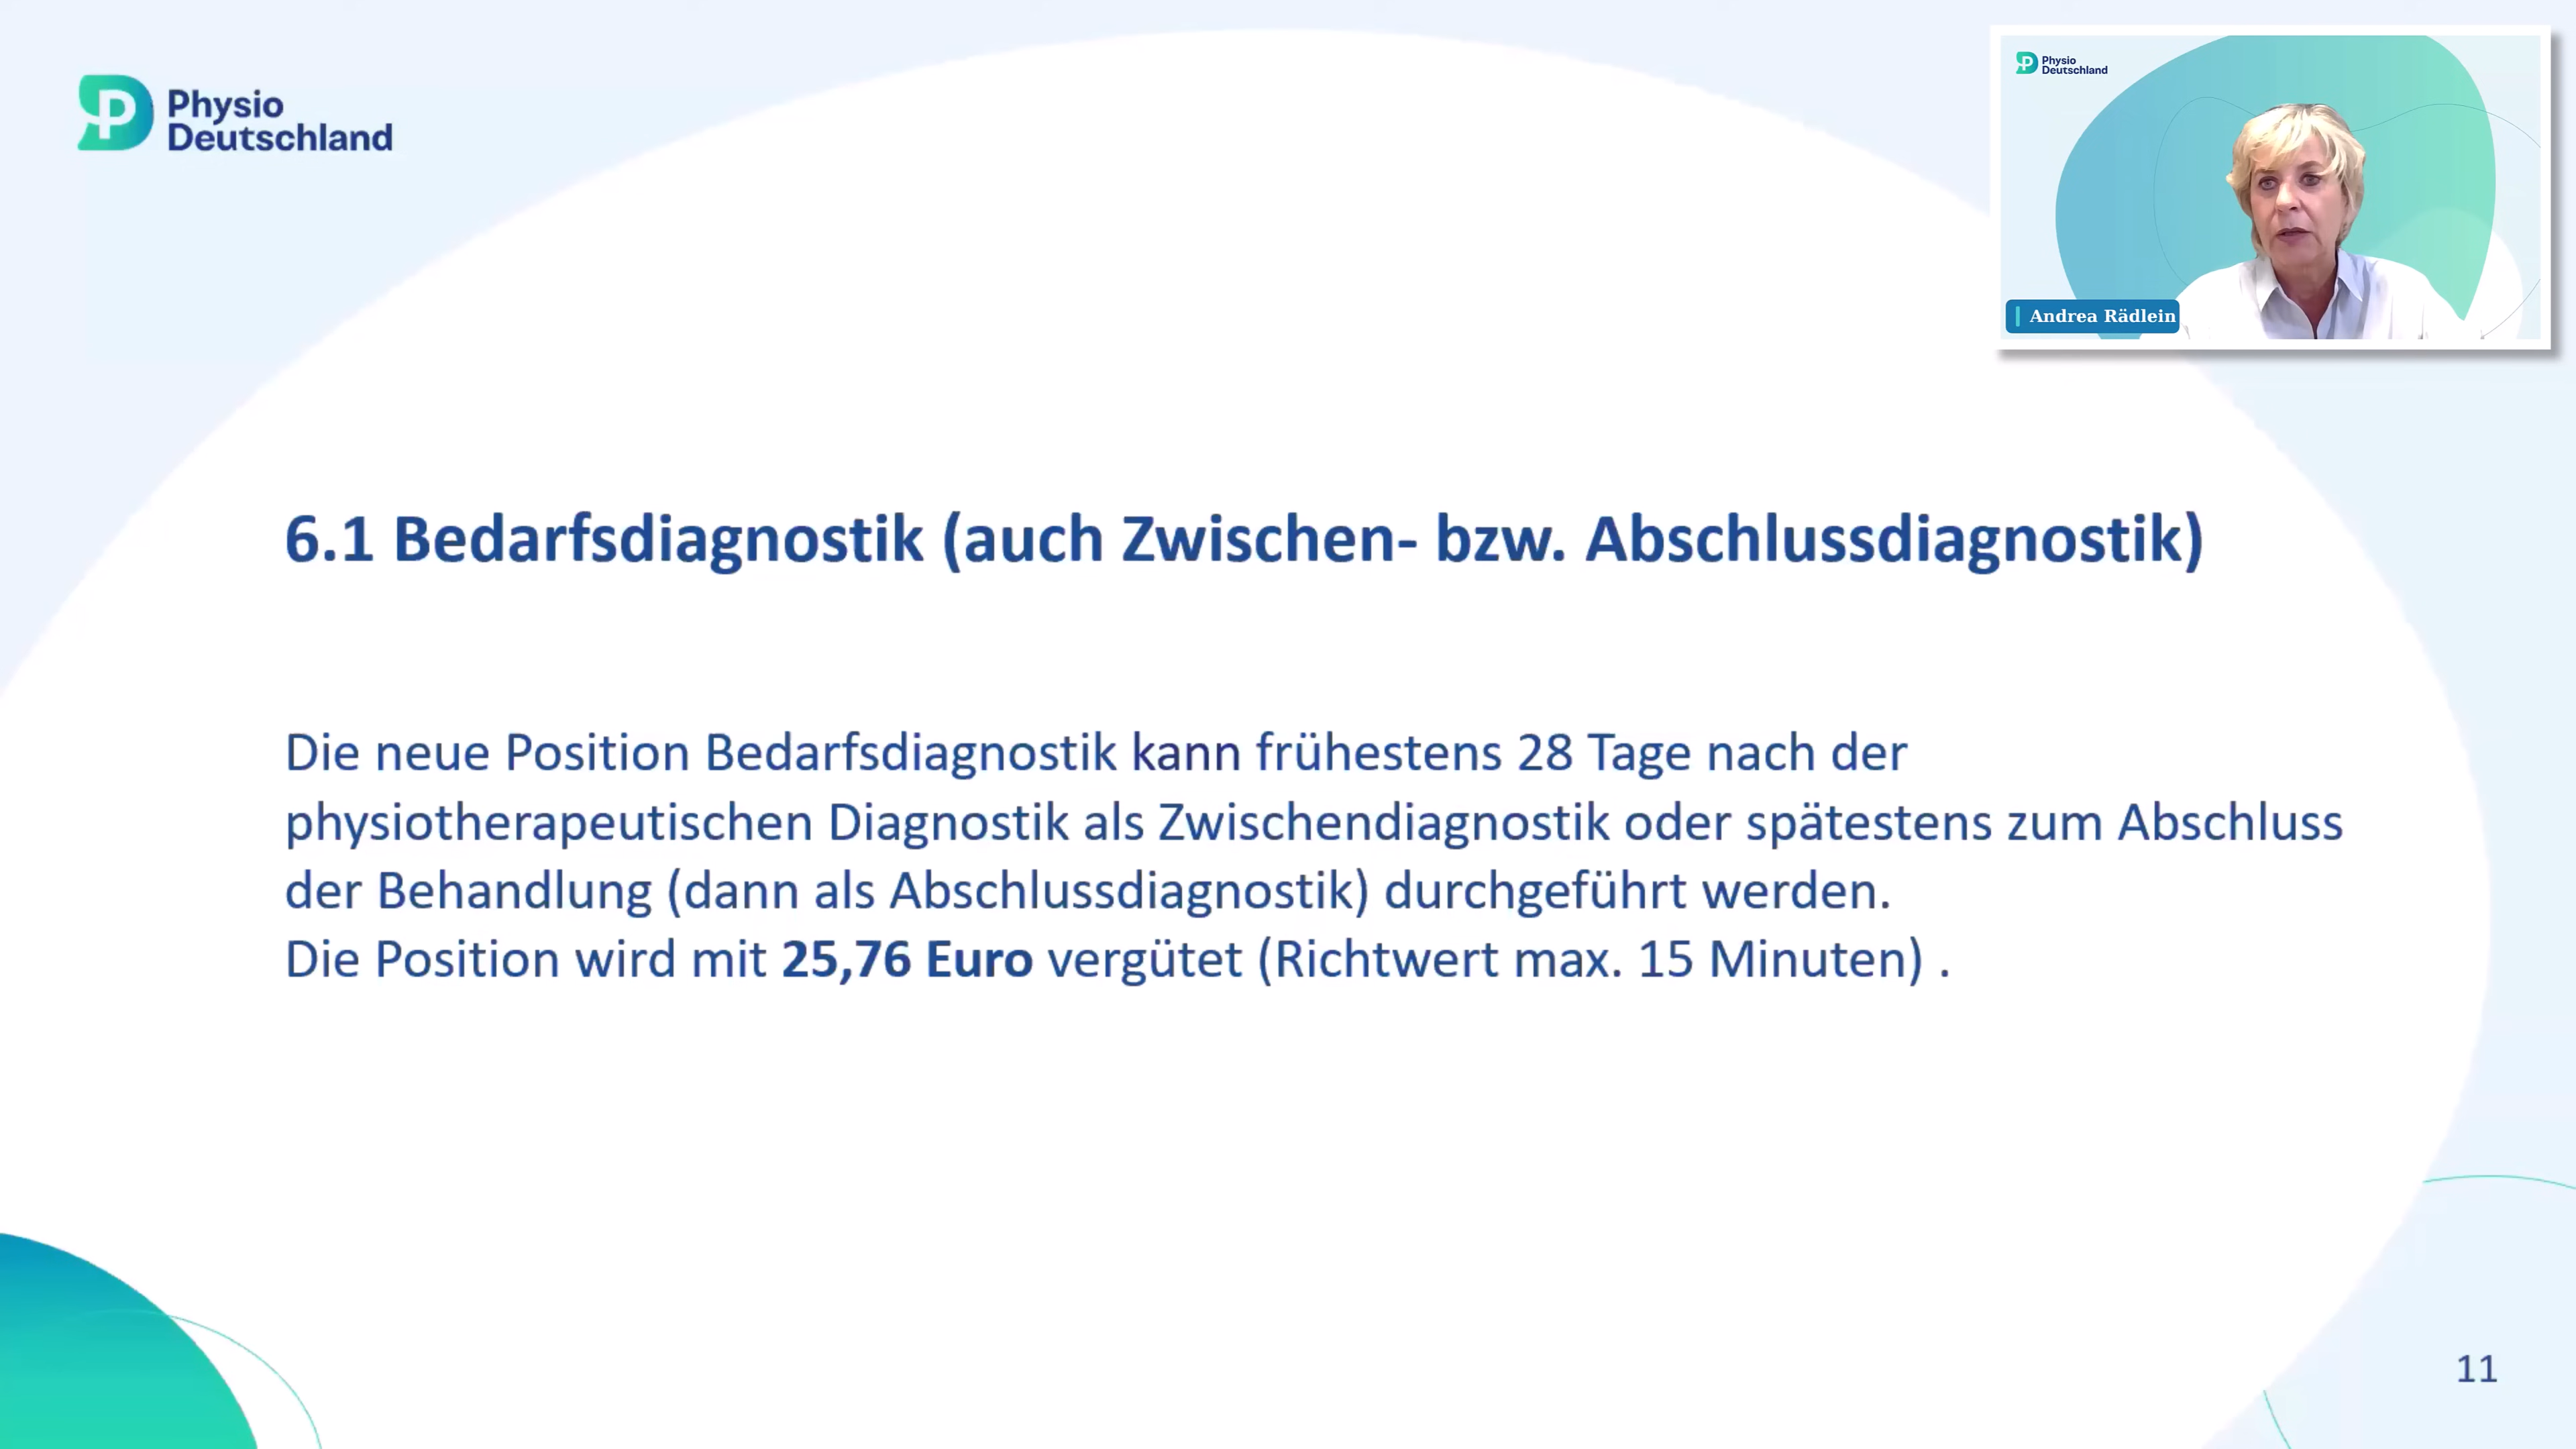 Physio
Deutschland
Physio
Deutschland
Andrea Rädlein
6.1 Bedarfsdiagnostik (auch Zwischen- bzw. Abschlussdiagnostik)
Die neue Position Bedarfsdiagnostik kann frühestens 28 Tage nach der
physiotherapeutischen Diagnostik als Zwischendiagnostik oder spätestens zum Abschluss
der Behandlung (dann als Abschlussdiagnostik) durchgeführt werden.
Die Position wird mit 25,76 Euro vergütet (Richtwert max. 15 Minuten) .
11